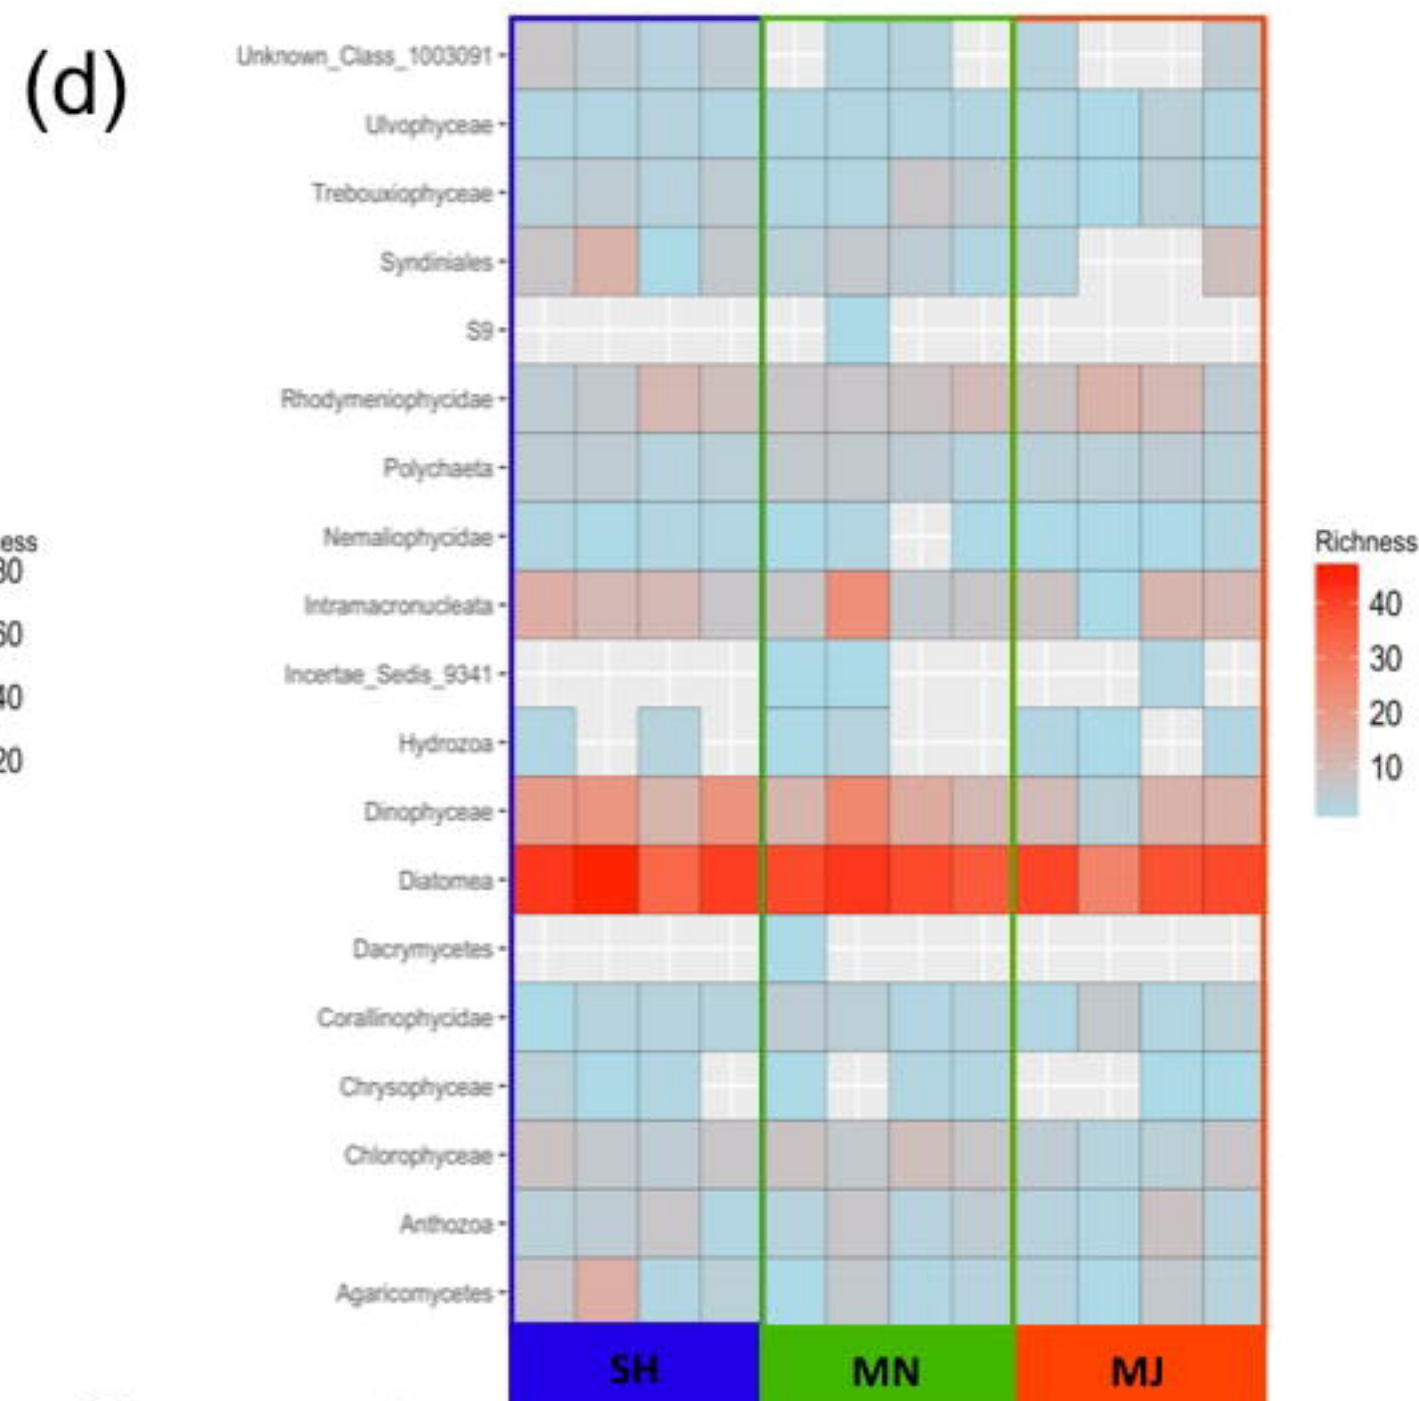 (d)
Unknown_Class_1003091
Ulvophyceae
Trebouxiophyceae
Syndiniales
S9
Rhodymeniophycidae
Polychaeta
Nemaliophycidae
Intramacronucleata
Incertae_Sedis_9341
Hydrozoa
Dinophyceae
Diatomea
Dacrymycetes
Corallinophycidae
Chrysophyceae
Chlorophyceae
Anthozoa
Agaricomycetes
SH MN MJ
ess
80
60
40
20
Richness
40
30
20
10